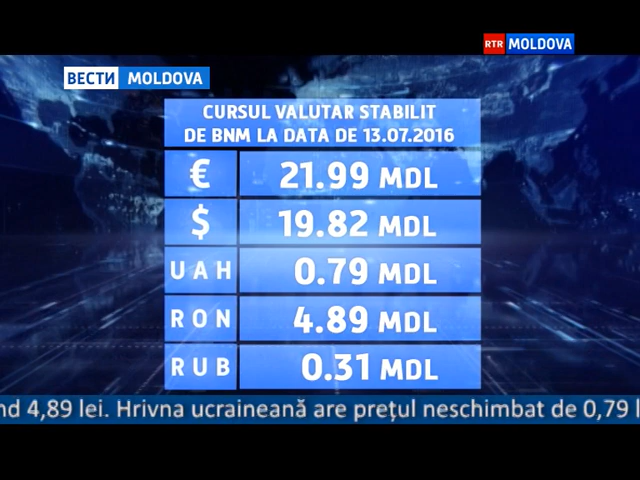 RTR MOLDOVA
ВЕСТИ MOLDOVA
CURSUL VALUTAR STABILIT
DE BNM LA DATA DE 13.07.2016
€ 21.99 MDL
$ 19.82 MDL
UAH 0.79 MDL
RON 4.89 MDL
RUB 0.31 MDL
nd 4,89 lei. Hrivna ucraineană are prețul neschimbat de 0,79 l